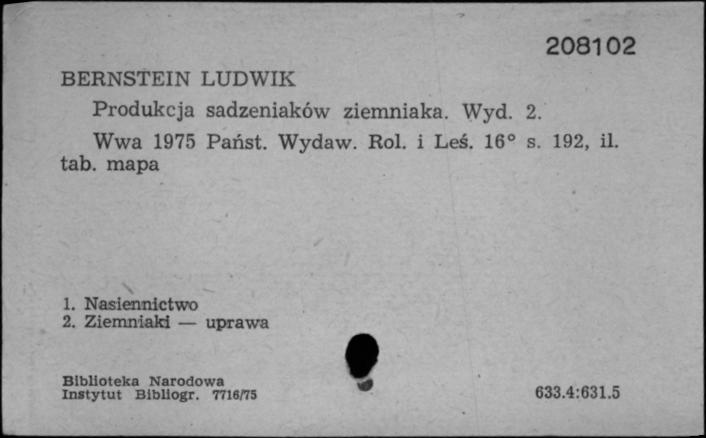 208102
BERNSTEIN LUDWIK
Produkcja sadzeniaków ziemniaka. Wyd. 2.
Wwa 1975 Państ. Wydaw. Rol. i Leś. 16° s. 192, il.
tab. mapa
1. Nasiennictwo
2. Ziemniaki — uprawa
Biblioteka Narodowa
Instytut Bibliogr. 7716/75
633.4:631.5